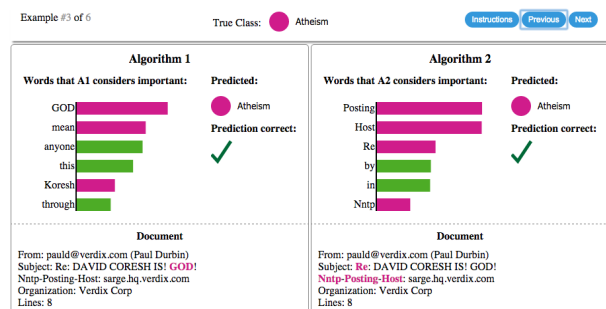 Example #3 of 6
True Class: Atheism
Instructions Previous Next
Algorithm 1
Words that A1 considers important: Predicted:
GOD
mean
anyone
this
Koresh
through
Atheism
Prediction correct:
Document
From: pauld@verdix.com (Paul Durbin)
Subject: Re: DAVID CORESH IS! GOD!
Nntp-Posting-Host: sarge.hq.verdix.com
Organization: Verdix Corp
Lines: 8
Algorithm 2
Words that A2 considers important: Predicted:
Posting
Host
Re
by
in
Nntp
Atheism
Prediction correct:
Document
From: pauld@verdix.com (Paul Durbin)
Subject: Re: DAVID CORESH IS! GOD!
Nntp-Posting-Host: sarge.hq.verdix.com
Organization: Verdix Corp
Lines: 8